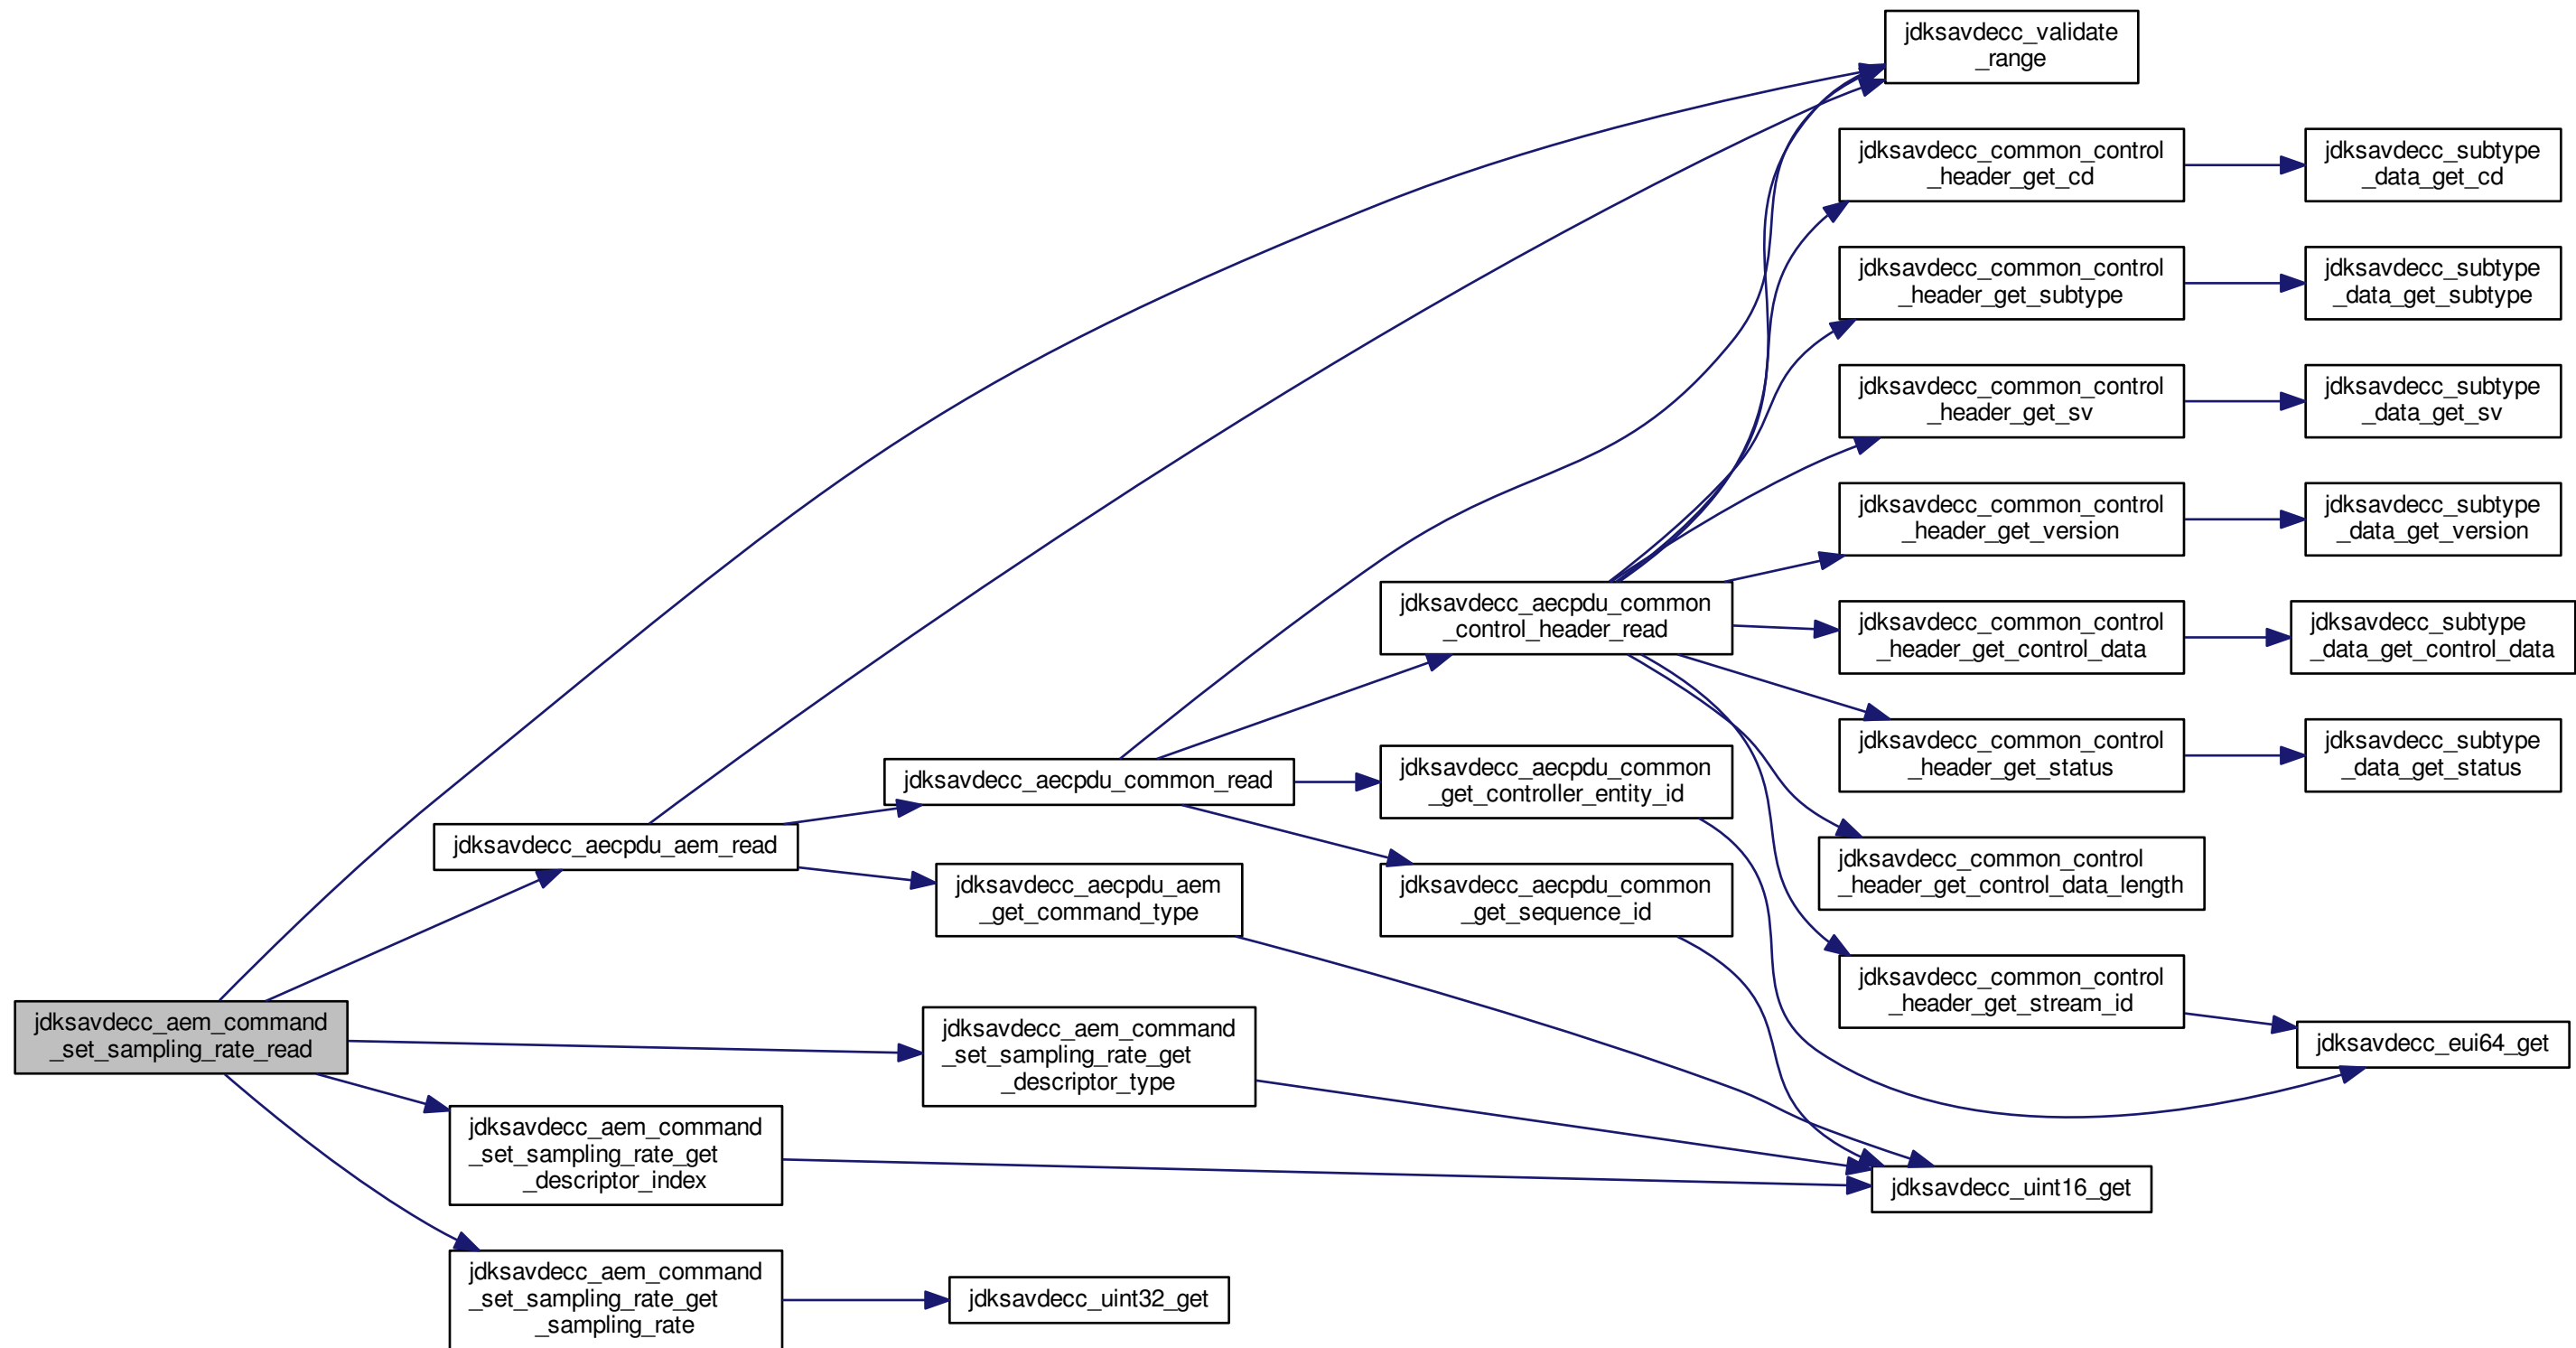 jdksavdecc_validate
_range
jdksavdecc_common_control
_header_get_cd
jdksavdecc_subtype
_data_get_cd
jdksavdecc_common_control
_header_get_subtype
jdksavdecc_subtype
_data_get_subtype
jdksavdecc_common_control
_header_get_sv
jdksavdecc_subtype
_data_get_sv
jdksavdecc_common_control
_header_get_version
jdksavdecc_subtype
_data_get_version
jdksavdecc_aecpdu_common
_control_header_read
jdksavdecc_common_control
_header_get_control_data
jdksavdecc_subtype
_data_get_control_data
jdksavdecc_common_control
_header_get_status
jdksavdecc_subtype
_data_get_status
jdksavdecc_aecpdu_common_read
jdksavdecc_aecpdu_common
_get_controller_entity_id
jdksavdecc_aecpdu_aem_read
jdksavdecc_common_control
_header_get_control_data_length
jdksavdecc_aecpdu_aem
_get_command_type
jdksavdecc_aecpdu_common
_get_sequence_id
jdksavdecc_common_control
_header_get_stream_id
jdksavdecc_aem_command
_set_sampling_rate_read
jdksavdecc_aem_command
_set_sampling_rate_get
_descriptor_type
jdksavdecc_eui64_get
jdksavdecc_aem_command
_set_sampling_rate_get
_descriptor_index
jdksavdecc_uint16_get
jdksavdecc_aem_command
_set_sampling_rate_get
_sampling_rate
jdksavdecc_uint32_get